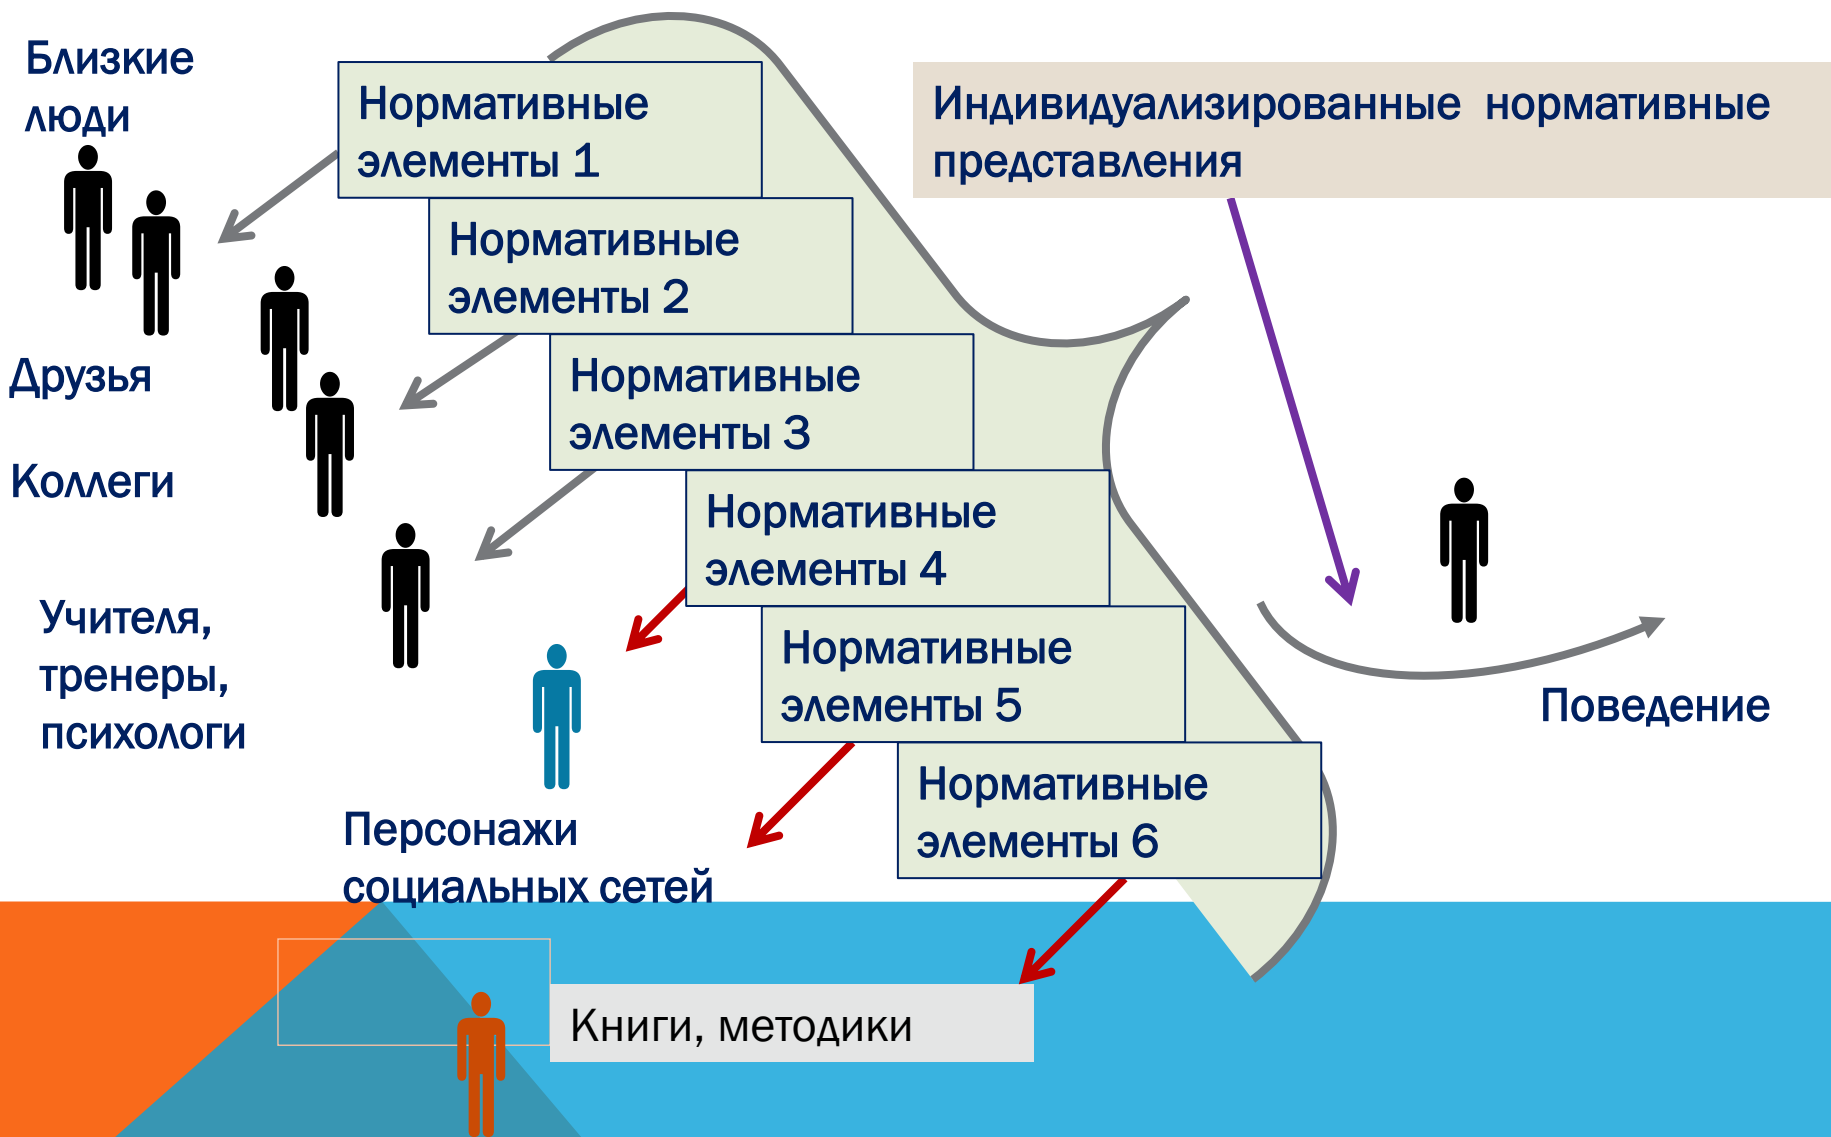 Близкие
люди
Нормативные
элементы 1
Индивидуализированные нормативные
представления
Нормативные
элементы 2
Друзья
Нормативные
элементы 3
Коллеги
Нормативные
элементы 4
Учителя,
тренеры,
психологи
Нормативные
элементы 5
Поведение
Нормативные
элементы 6
Персонажи
социальных сетей
Книги, методики